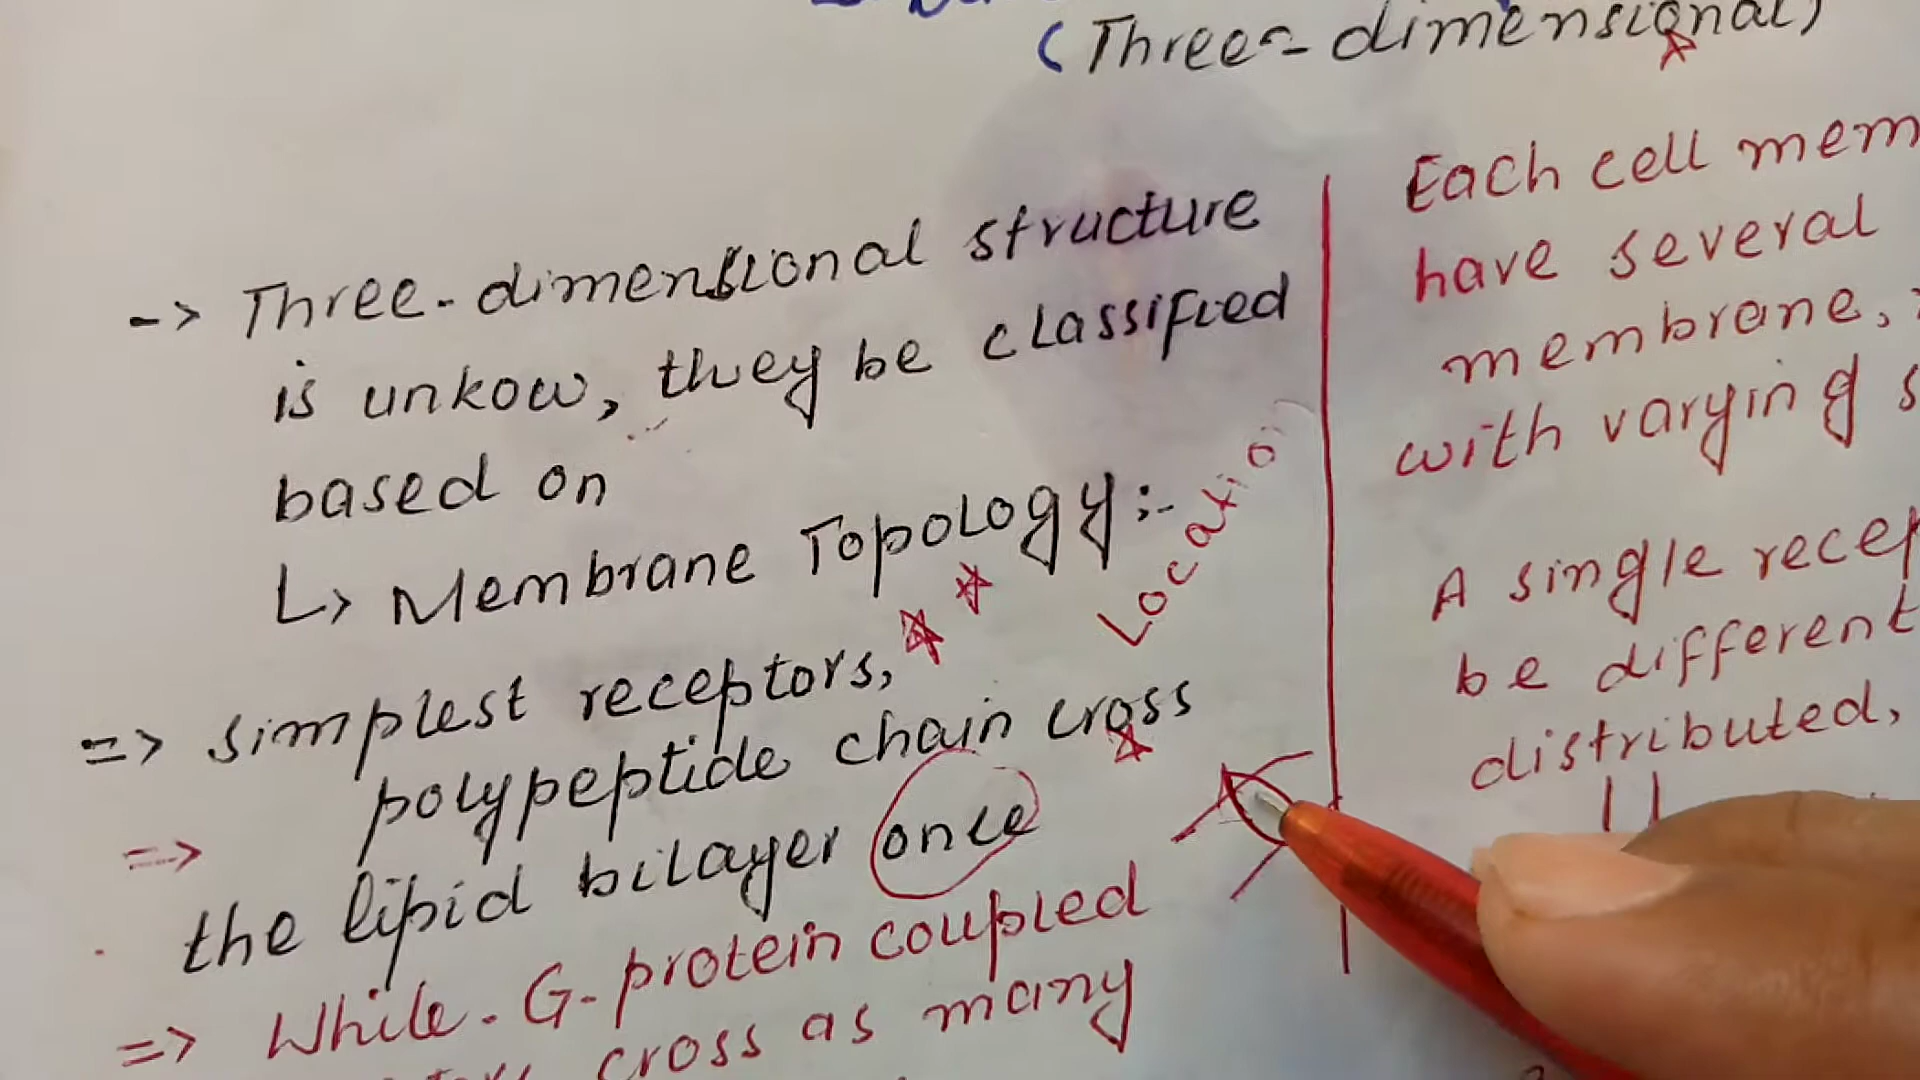 (Three-dimensional)
-> Three-dimensional structure
is unkow, they be classified
based on
↳ Membrane Topology:-
Location
=> simplest receptors,
polypeptide chain cross
=>
the lipid bilayer once
=> While - G-protein coupled
cross as many
Each cell mem
have several
membrane,
with varying s
A single recep
be different
distributed,